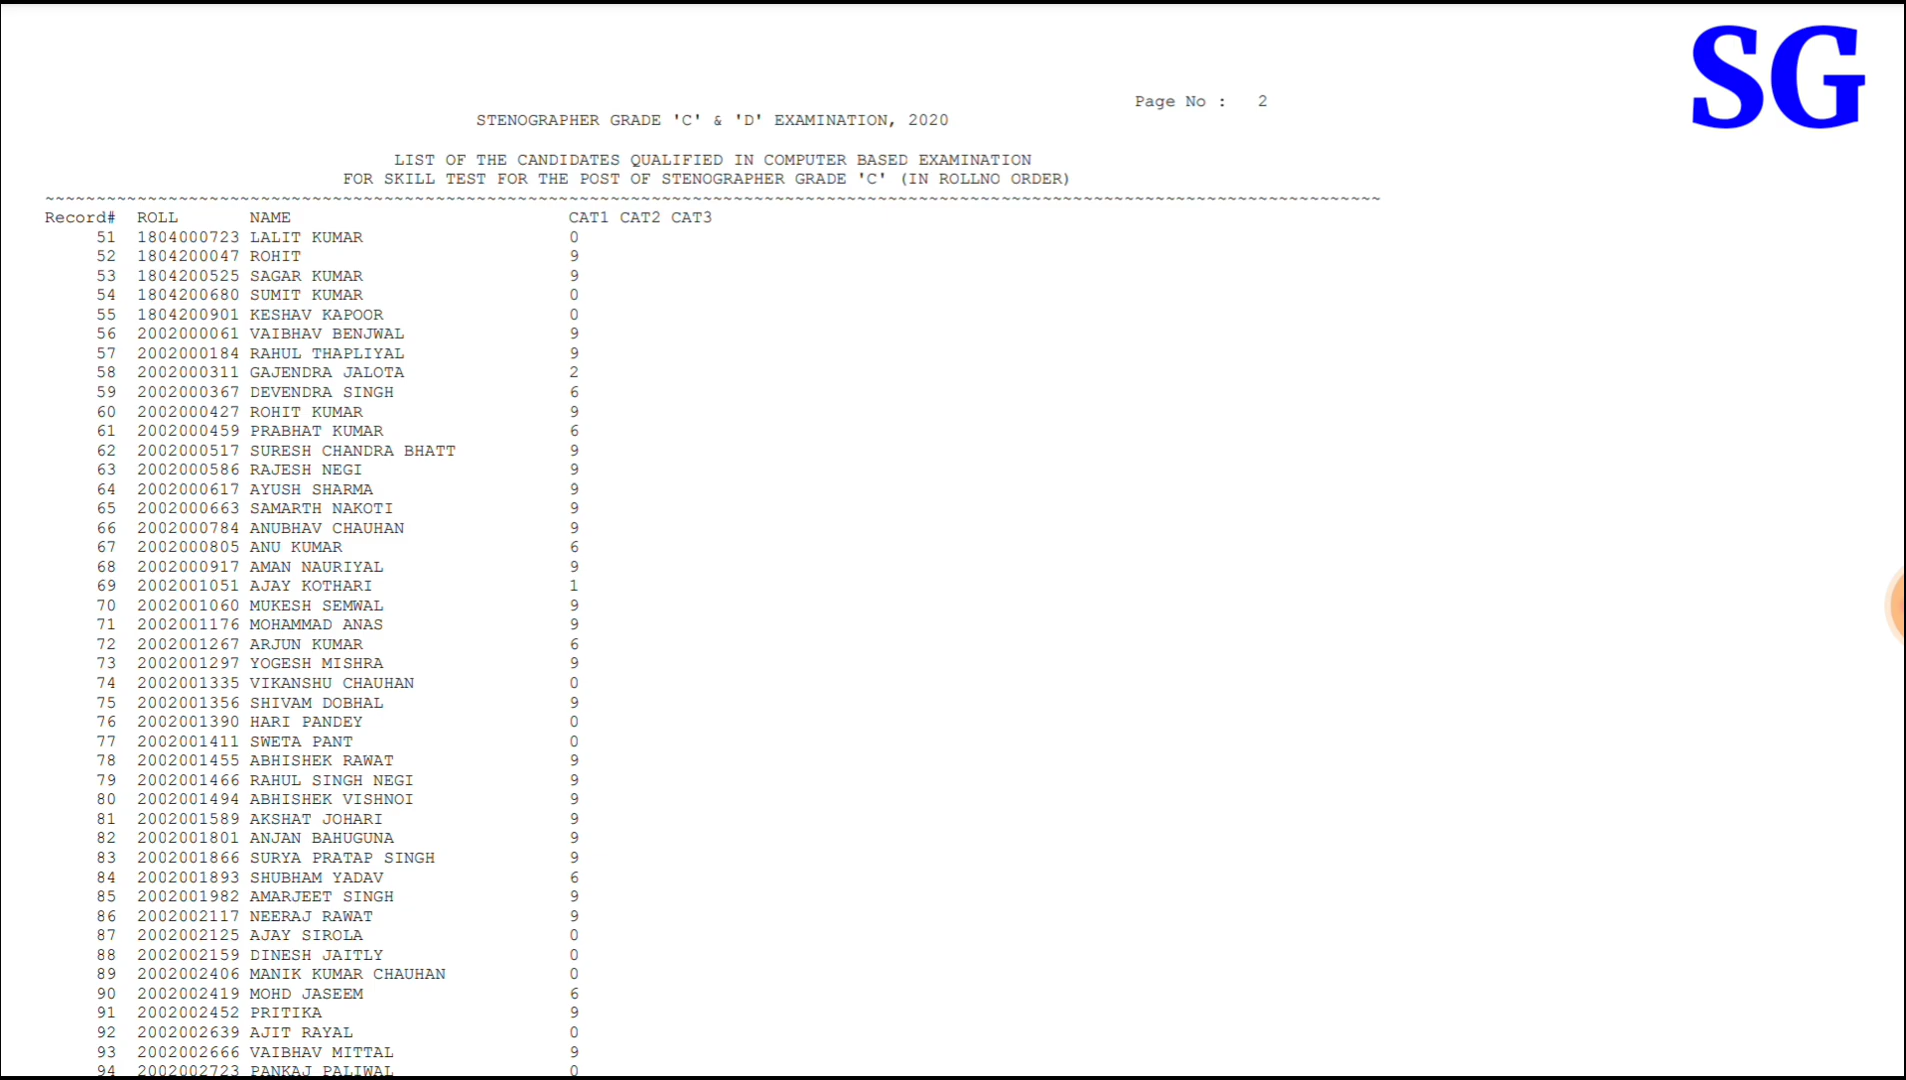 SG
Page No :   2
STENOGRAPHER GRADE 'C' & 'D' EXAMINATION, 2020
LIST OF THE CANDIDATES QUALIFIED IN COMPUTER BASED EXAMINATION
FOR SKILL TEST FOR THE POST OF STENOGRAPHER GRADE 'C' (IN ROLLNO ORDER)
Record#  ROLL       NAME                           CAT1 CAT2 CAT3
51  1804000723 LALIT KUMAR                    0
52  1804200047 ROHIT                          9
53  1804200525 SAGAR KUMAR                    9
54  1804200680 SUMIT KUMAR                    0
55  1804200901 KESHAV KAPOOR                  0
56  2002000061 VAIBHAV BENJWAL                9
57  2002000184 RAHUL THAPLIYAL                9
58  2002000311 GAJENDRA JALOTA                2
59  2002000367 DEVENDRA SINGH                 6
60  2002000427 ROHIT KUMAR                    9
61  2002000459 PRABHAT KUMAR                  6
62  2002000517 SURESH CHANDRA BHATT           9
63  2002000586 RAJESH NEGI                    9
64  2002000617 AYUSH SHARMA                   9
65  2002000663 SAMARTH NAKOTI                 9
66  2002000784 ANUBHAV CHAUHAN                9
67  2002000805 ANU KUMAR                      6
68  2002000917 AMAN NAURIYAL                  9
69  2002001051 AJAY KOTHARI                   1
70  2002001060 MUKESH SEMWAL                  9
71  2002001176 MOHAMMAD ANAS                  9
72  2002001267 ARJUN KUMAR                    6
73  2002001297 YOGESH MISHRA                  9
74  2002001335 VIKANSHU CHAUHAN               0
75  2002001356 SHIVAM DOBHAL                  9
76  2002001390 HARI PANDEY                    0
77  2002001411 SWETA PANT                     0
78  2002001455 ABHISHEK RAWAT                 9
79  2002001466 RAHUL SINGH NEGI               9
80  2002001494 ABHISHEK VISHNOI               9
81  2002001589 AKSHAT JOHARI                  9
82  2002001801 ANJAN BAHUGUNA                 9
83  2002001866 SURYA PRATAP SINGH             9
84  2002001893 SHUBHAM YADAV                  6
85  2002001982 AMARJEET SINGH                 9
86  2002002117 NEERAJ RAWAT                   9
87  2002002125 AJAY SIROLA                    0
88  2002002159 DINESH JAITLY                  0
89  2002002406 MANIK KUMAR CHAUHAN            0
90  2002002419 MOHD JASEEM                    6
91  2002002452 PRITIKA                        9
92  2002002639 AJIT RAYAL                     0
93  2002002666 VAIBHAV MITTAL                 9
94  2002002723 PANKAJ PALIWAL                 0